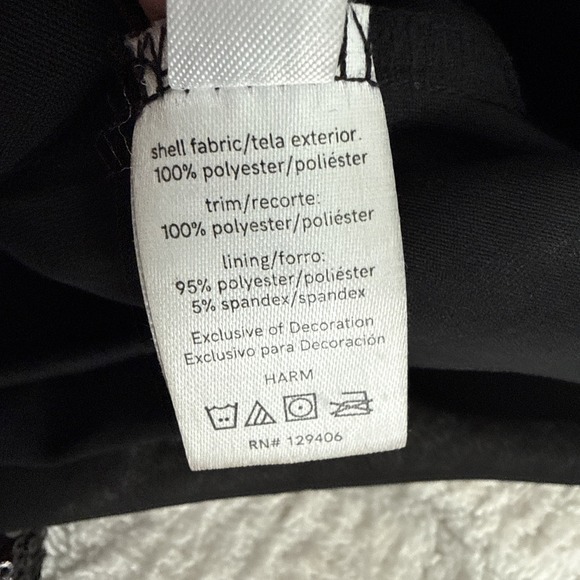 shell fabric/tela exterior.
100% polyester/poliéster
trim/recorte:
100% polyester/poliéster
lining/forro:
95% polyester/poliéster
5% spandex/spandex
Exclusive of Decoration
Exclusivo para Decoración
HARM
RN# 129406